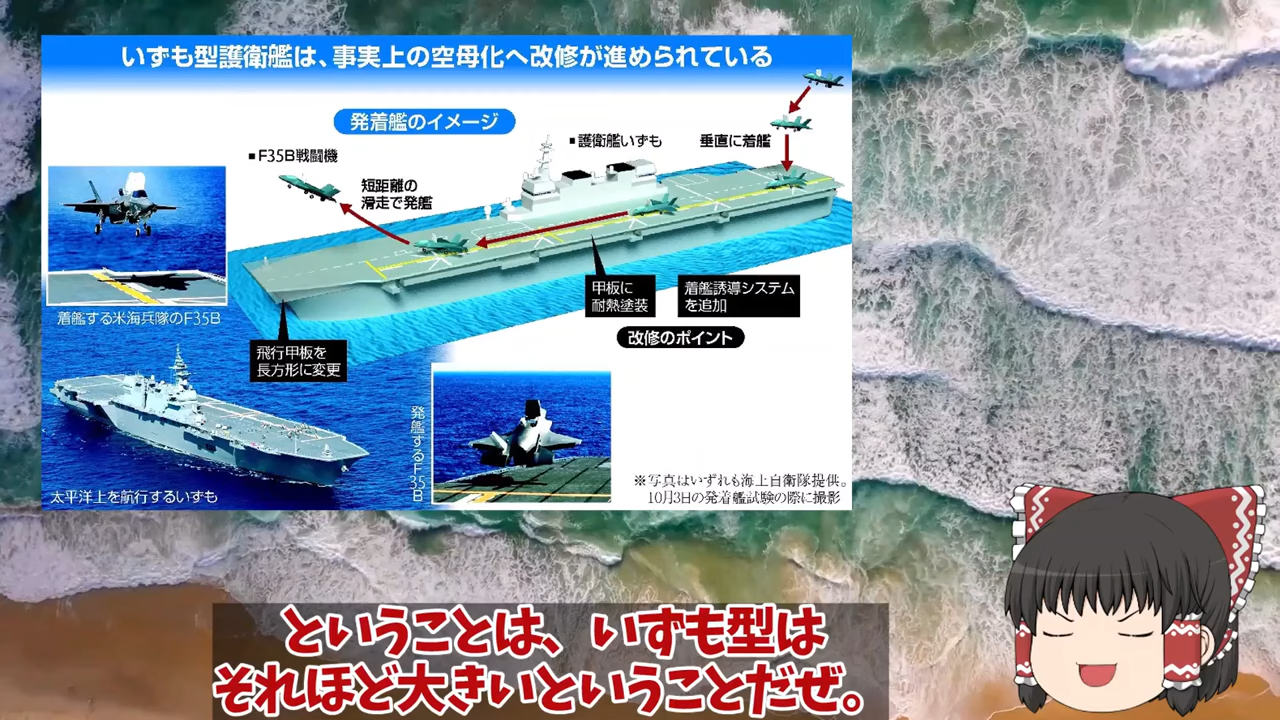 いずも型護衛艦は、事実上の空母化へ改修が進められている
発着艦のイメージ
■F35B戦闘機
短距離の
滑走で発艦
■護衛艦いずも
垂直に着艦
着艦する米海兵隊のF35B
甲板に
耐熱塗装
着艦誘導システム
を追加
改修のポイント
飛行甲板を
長方形に変更
太平洋上を航行するいずも
発艦するF35B
※写真はいずれも海上自衛隊提供。
10月3日の発着艦試験の際に撮影
ということは、いずも型は
それほど大きいということだぜ。